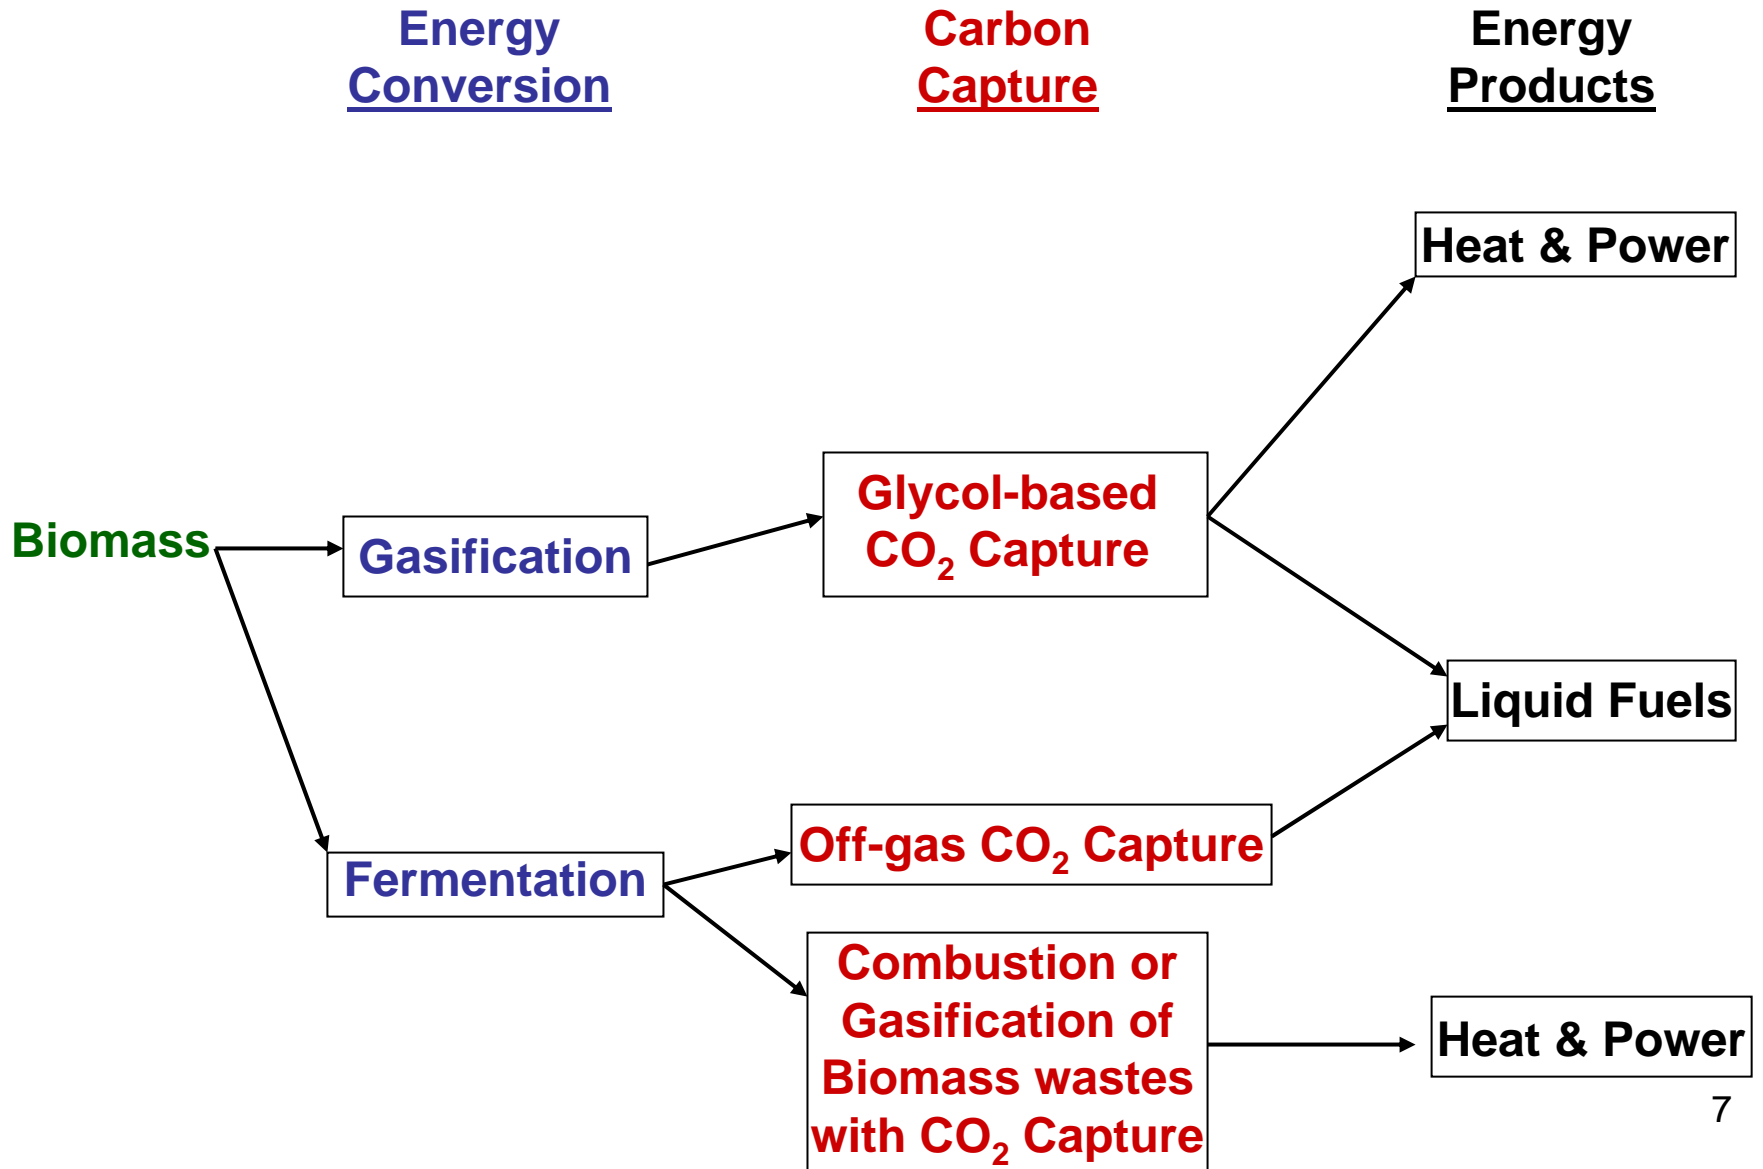 Energy
Conversion
Carbon
Capture
Energy
Products
Heat & Power
Biomass
Gasification
Glycol-based
CO₂ Capture
Liquid Fuels
Fermentation
Off-gas CO₂ Capture
Combustion or
Gasification of
Biomass wastes
with CO₂ Capture
Heat & Power
7